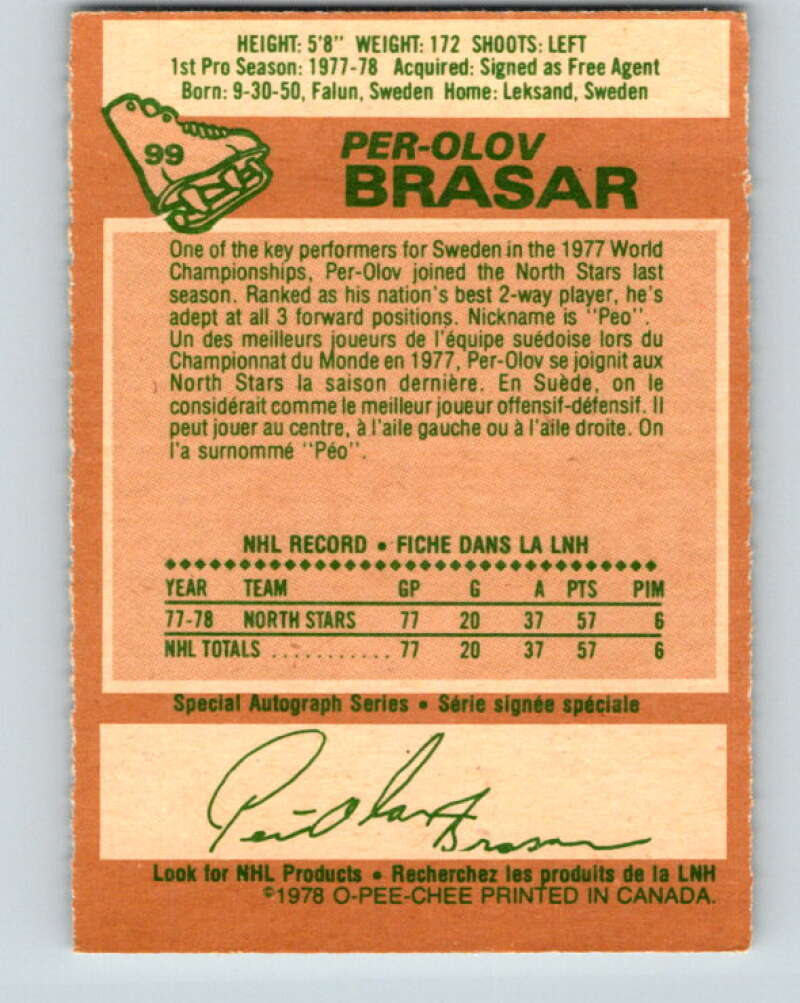 HEIGHT: 5'8" WEIGHT: 172 SHOOTS: LEFT
1st Pro Season: 1977-78 Acquired: Signed as Free Agent
Born: 9-30-50, Falun, Sweden Home: Leksand, Sweden
99
PER-OLOV
BRASAR
One of the key performers for Sweden in the 1977 World
Championships, Per-Olov joined the North Stars last
season. Ranked as his nation's best 2-way player, he's
adept at all 3 forward positions. Nickname is "Peo".
Un des meilleurs joueurs de l'équipe suédoise lors du
Championnat du Monde en 1977, Per-Olov se joignit aux
North Stars la saison dernière. En Suède, on le
considérait comme le meilleur joueur offensif-défensif. Il
peut jouer au centre, à l'aile gauche ou à l'aile droite. On
l'a surnommé "Péo".
NHL RECORD • FICHE DANS LA LNH
YEAR TEAM GP G A PTS PIM
77-78 NORTH STARS 77 20 37 57 6
NHL TOTALS ........... 77 20 37 57 6
Special Autograph Series • Série signée spéciale
Per-Olov Brasar
Look for NHL Products • Recherchez les produits de la LNH
©1978 O-PEE-CHEE PRINTED IN CANADA.